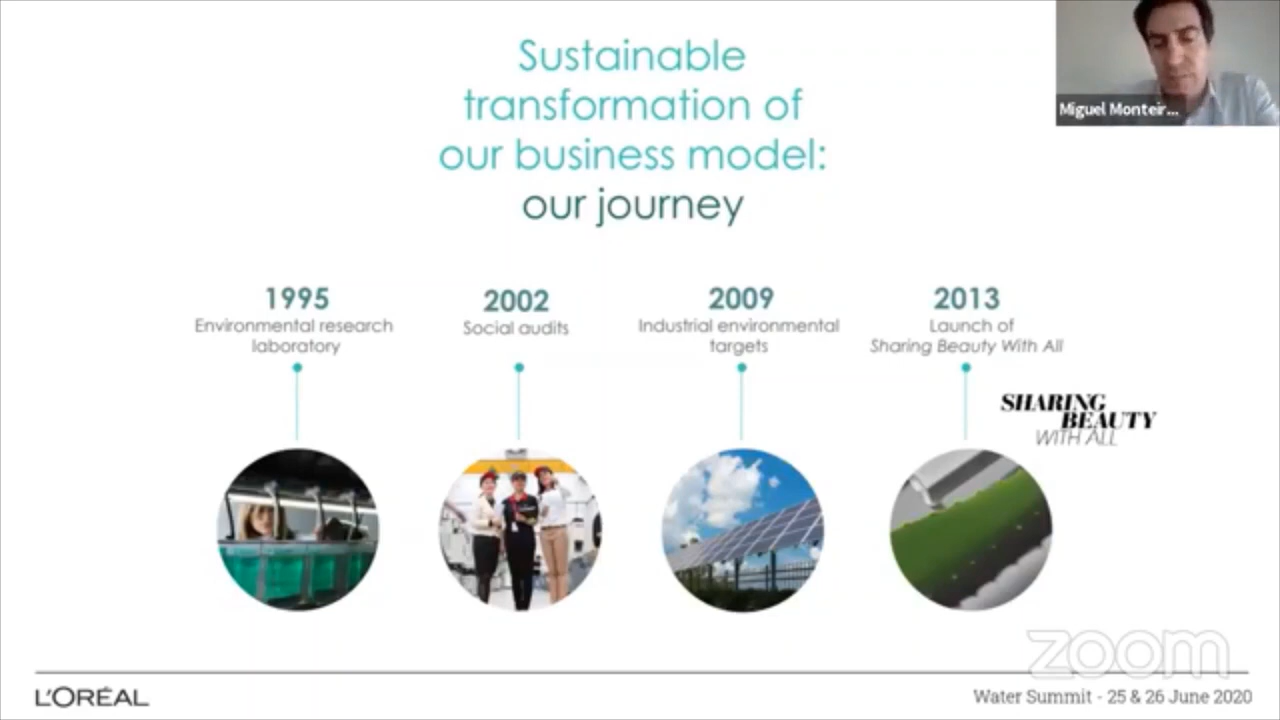 Sustainable
transformation of
our business model:
our journey
Miguel Monteir...
1995
Environmental research
laboratory
2002
Social audits
2009
Industrial environmental
targets
2013
Launch of
Sharing Beauty With All
SHARING
BEAUTY
WITH ALL
zoom
L'ORÉAL
Water Summit - 25 & 26 June 2020